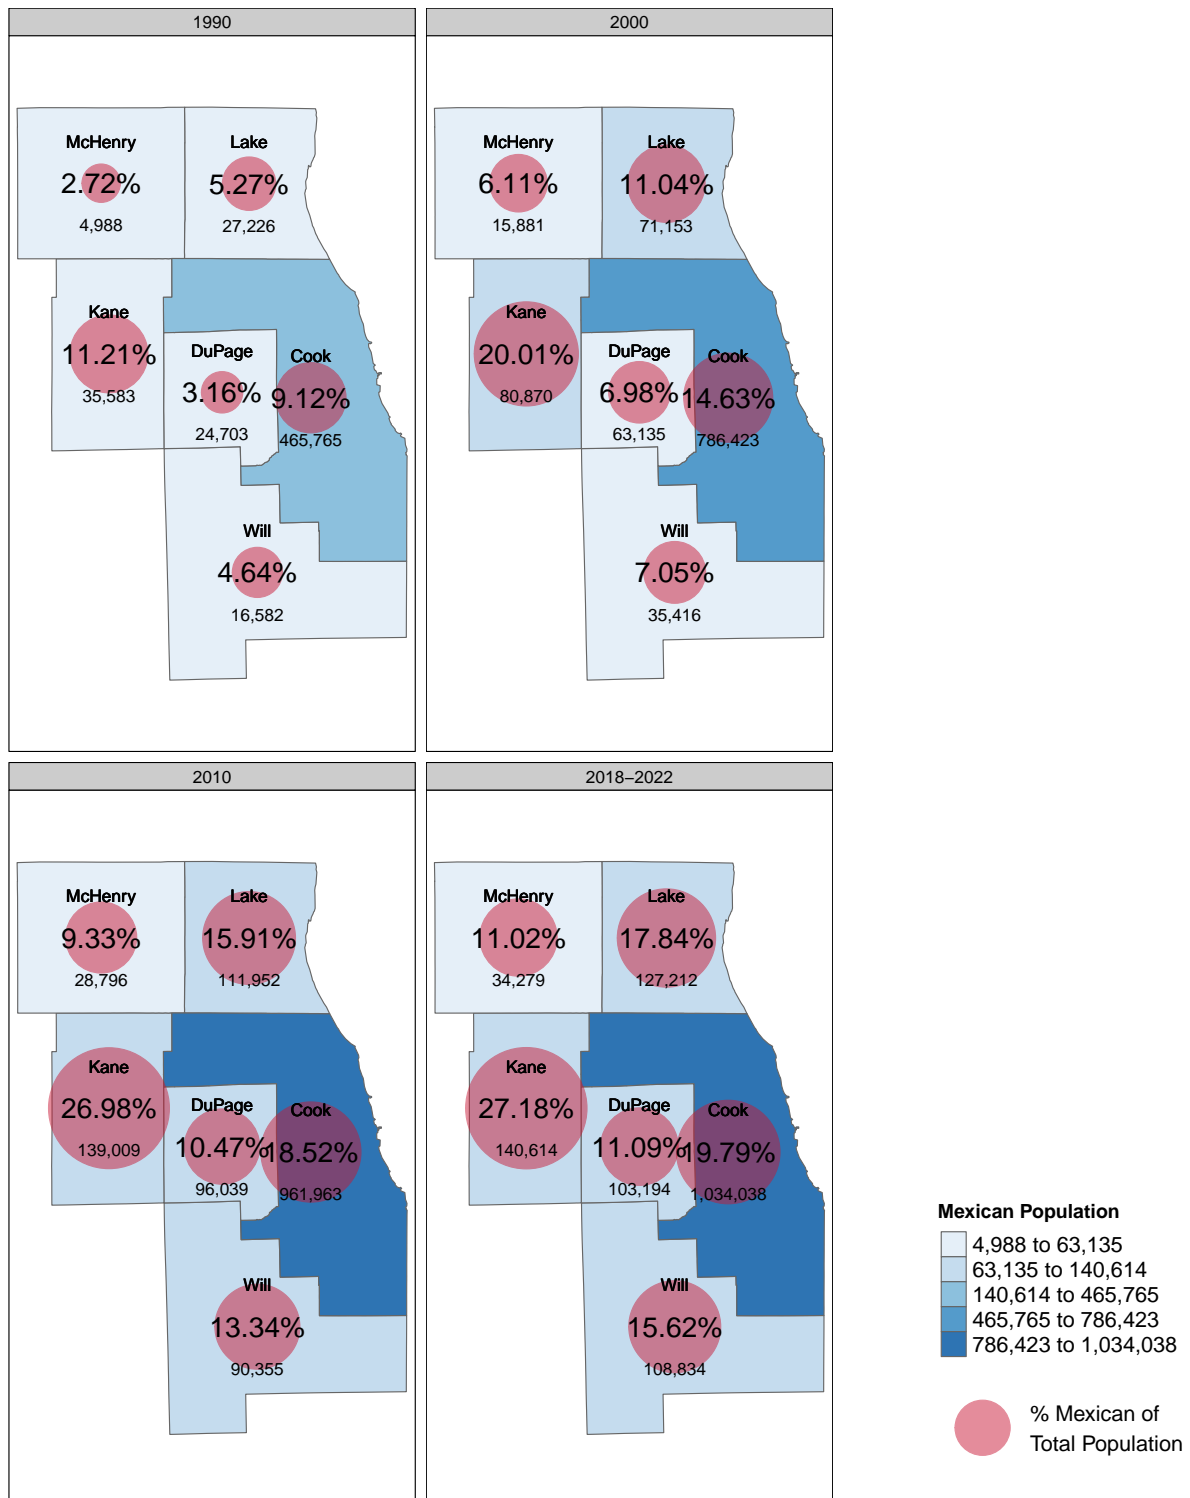 1990
McHenry
2.72%
4,988
Lake
5.27%
27,226
Kane
11.21%
35,583
DuPage
3.16%
24,703
Cook
9.12%
465,765
Will
4.64%
16,582
2000
McHenry
6.11%
15,881
Lake
11.04%
71,153
Kane
20.01%
80,870
DuPage
6.98%
63,135
Cook
14.63%
786,423
Will
7.05%
35,416
2010
McHenry
9.33%
28,796
Lake
15.91%
111,952
Kane
26.98%
139,009
DuPage
10.47%
96,039
Cook
18.52%
961,963
Will
13.34%
90,355
2018–2022
McHenry
11.02%
34,279
Lake
17.84%
127,212
Kane
27.18%
140,614
DuPage
11.09%
103,194
Cook
19.79%
1,034,038
Will
15.62%
108,834
Mexican Population
4,988 to 63,135
63,135 to 140,614
140,614 to 465,765
465,765 to 786,423
786,423 to 1,034,038
% Mexican of
Total Population